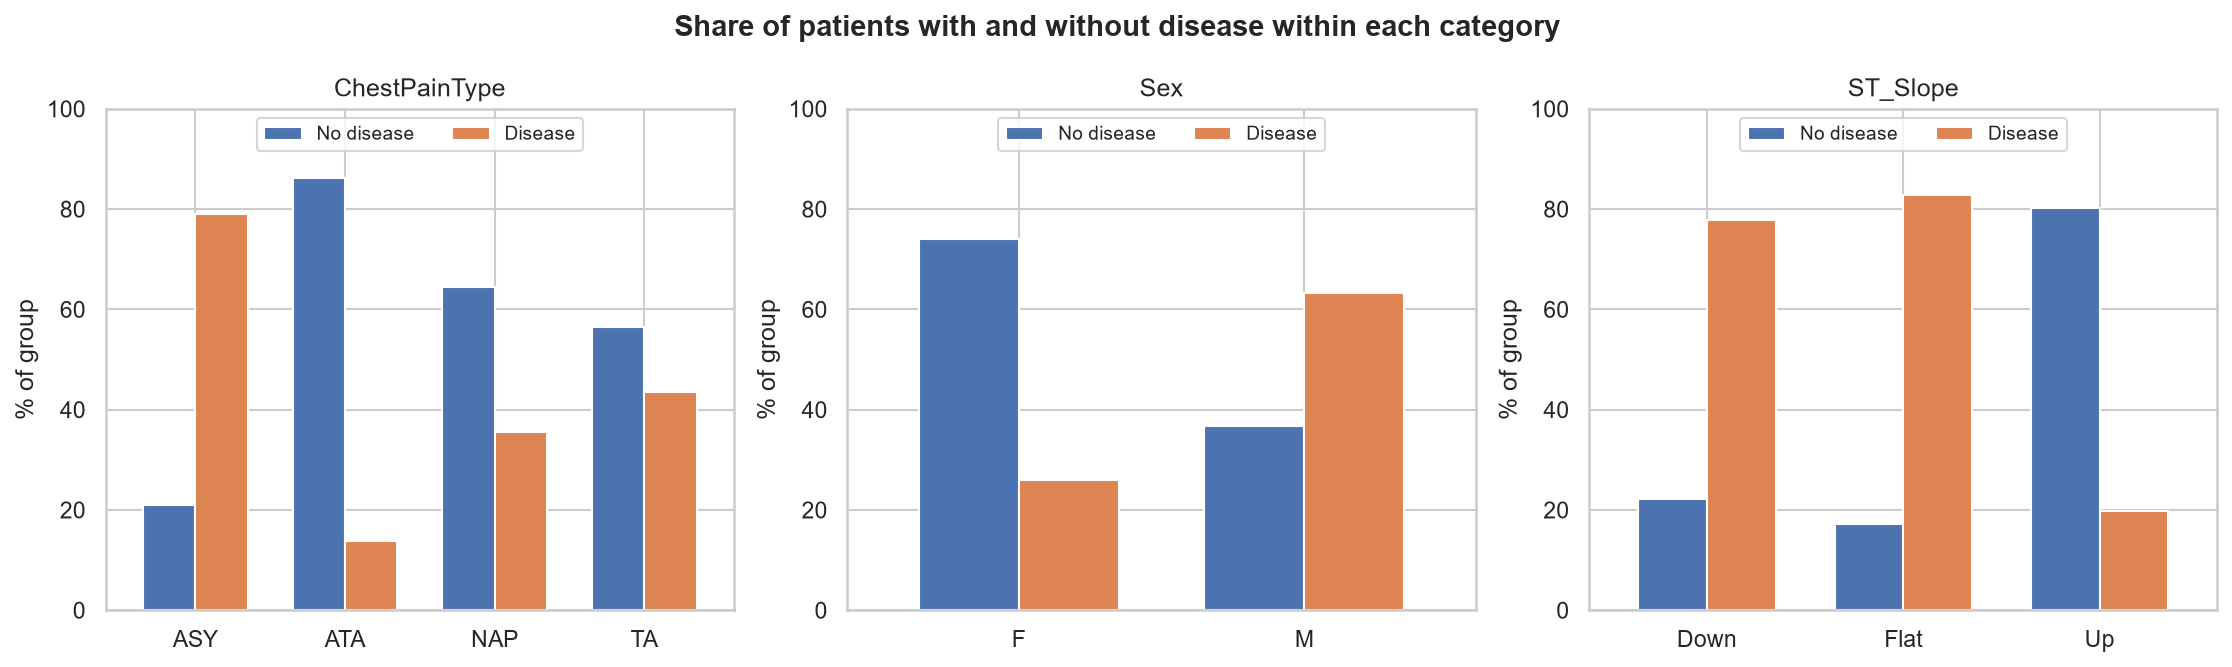 Share of patients with and without disease within each category
ChestPainType
No disease Disease
100
80
60
40
20
0
% of group
ASY ATA NAP TA
Sex
No disease Disease
100
80
60
40
20
0
% of group
F M
ST_Slope
No disease Disease
100
80
60
40
20
0
% of group
Down Flat Up